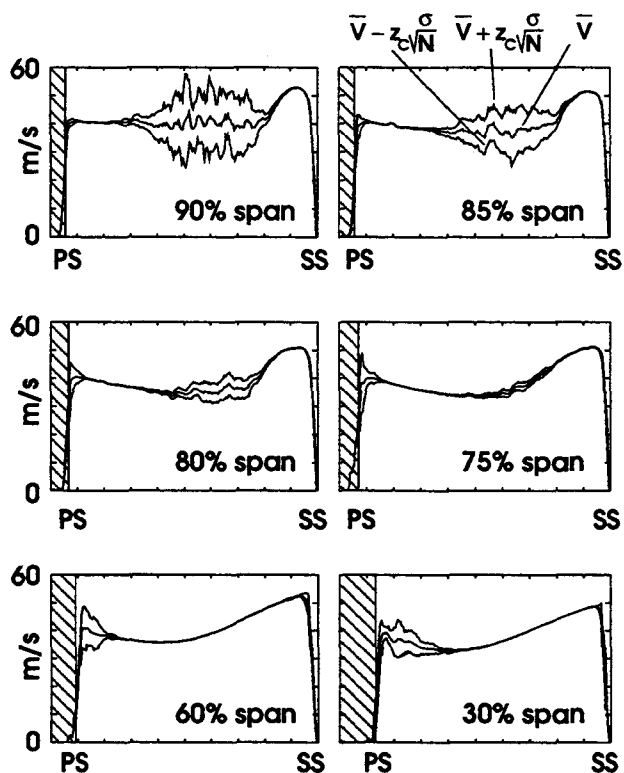 V̄ − z_c σ/√N V̄ + z_c σ/√N V̄
60
m/s
0
90% span
85% span
PS SS PS SS
60
m/s
0
80% span
75% span
PS SS PS SS
60
m/s
0
60% span
30% span
PS SS PS SS